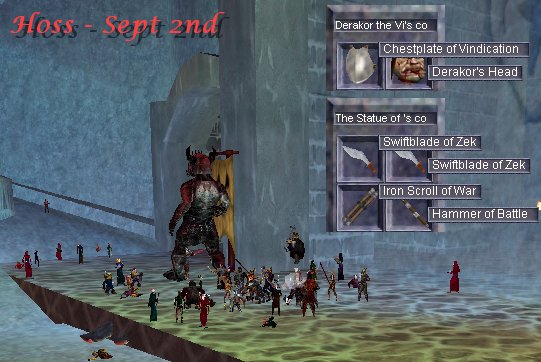 Hoss - Sept 2nd
Derakor the Vi's co
Chestplate of Vindication
Derakor's Head
The Statue of 's co
Swiftblade of Zek
Swiftblade of Zek
Iron Scroll of War
Hammer of Battle